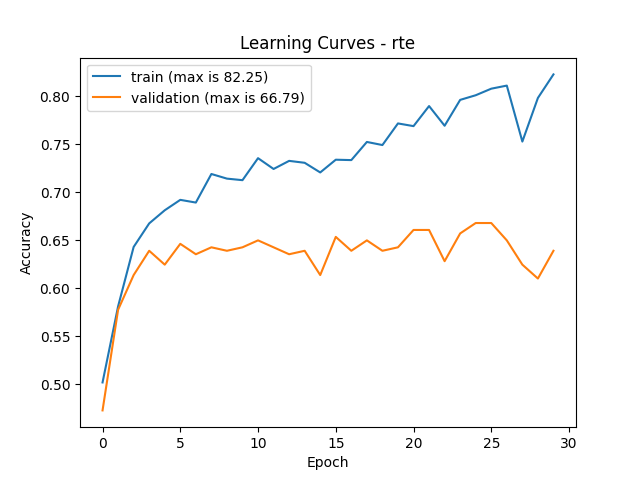 Learning Curves - rte
train (max is 82.25)
validation (max is 66.79)
Accuracy
0.80
0.75
0.70
0.65
0.60
0.55
0.50
0 5 10 15 20 25 30
Epoch